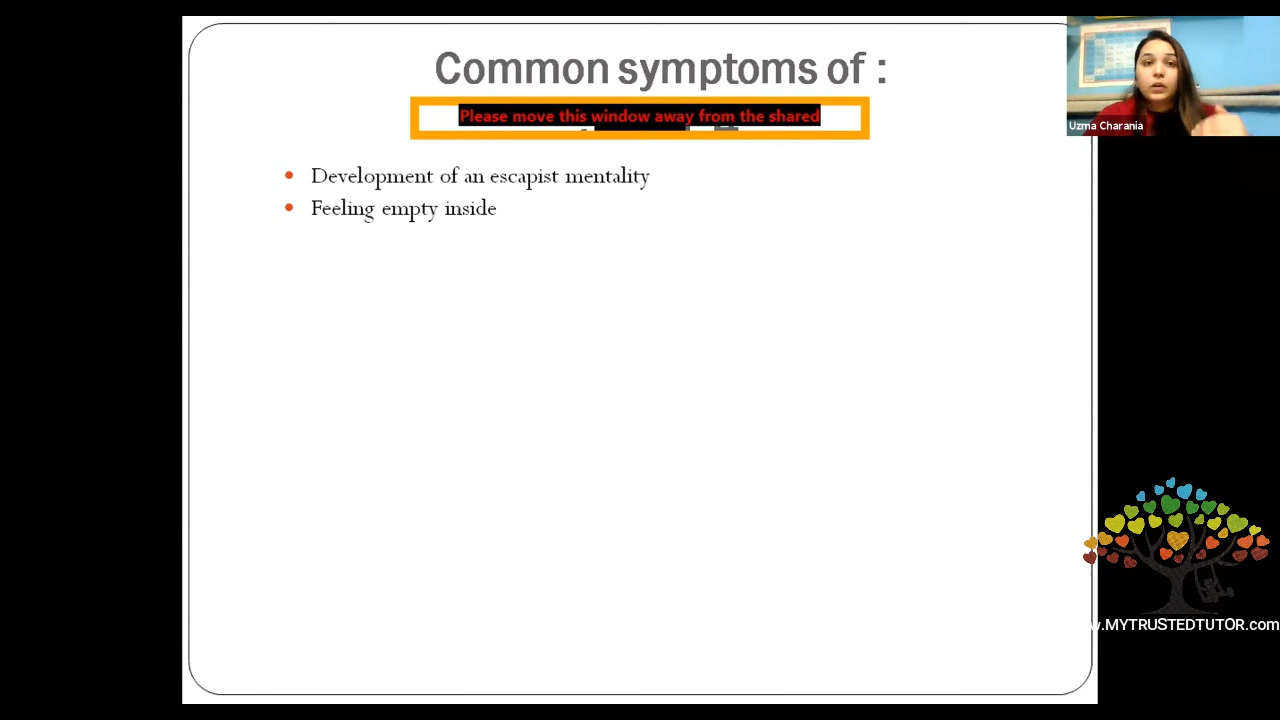 Common symptoms of :
Please move this window away from the shared
Uzma Charania
• Development of an escapist mentality
• Feeling empty inside
w.MYTRUSTEDTUTOR.com